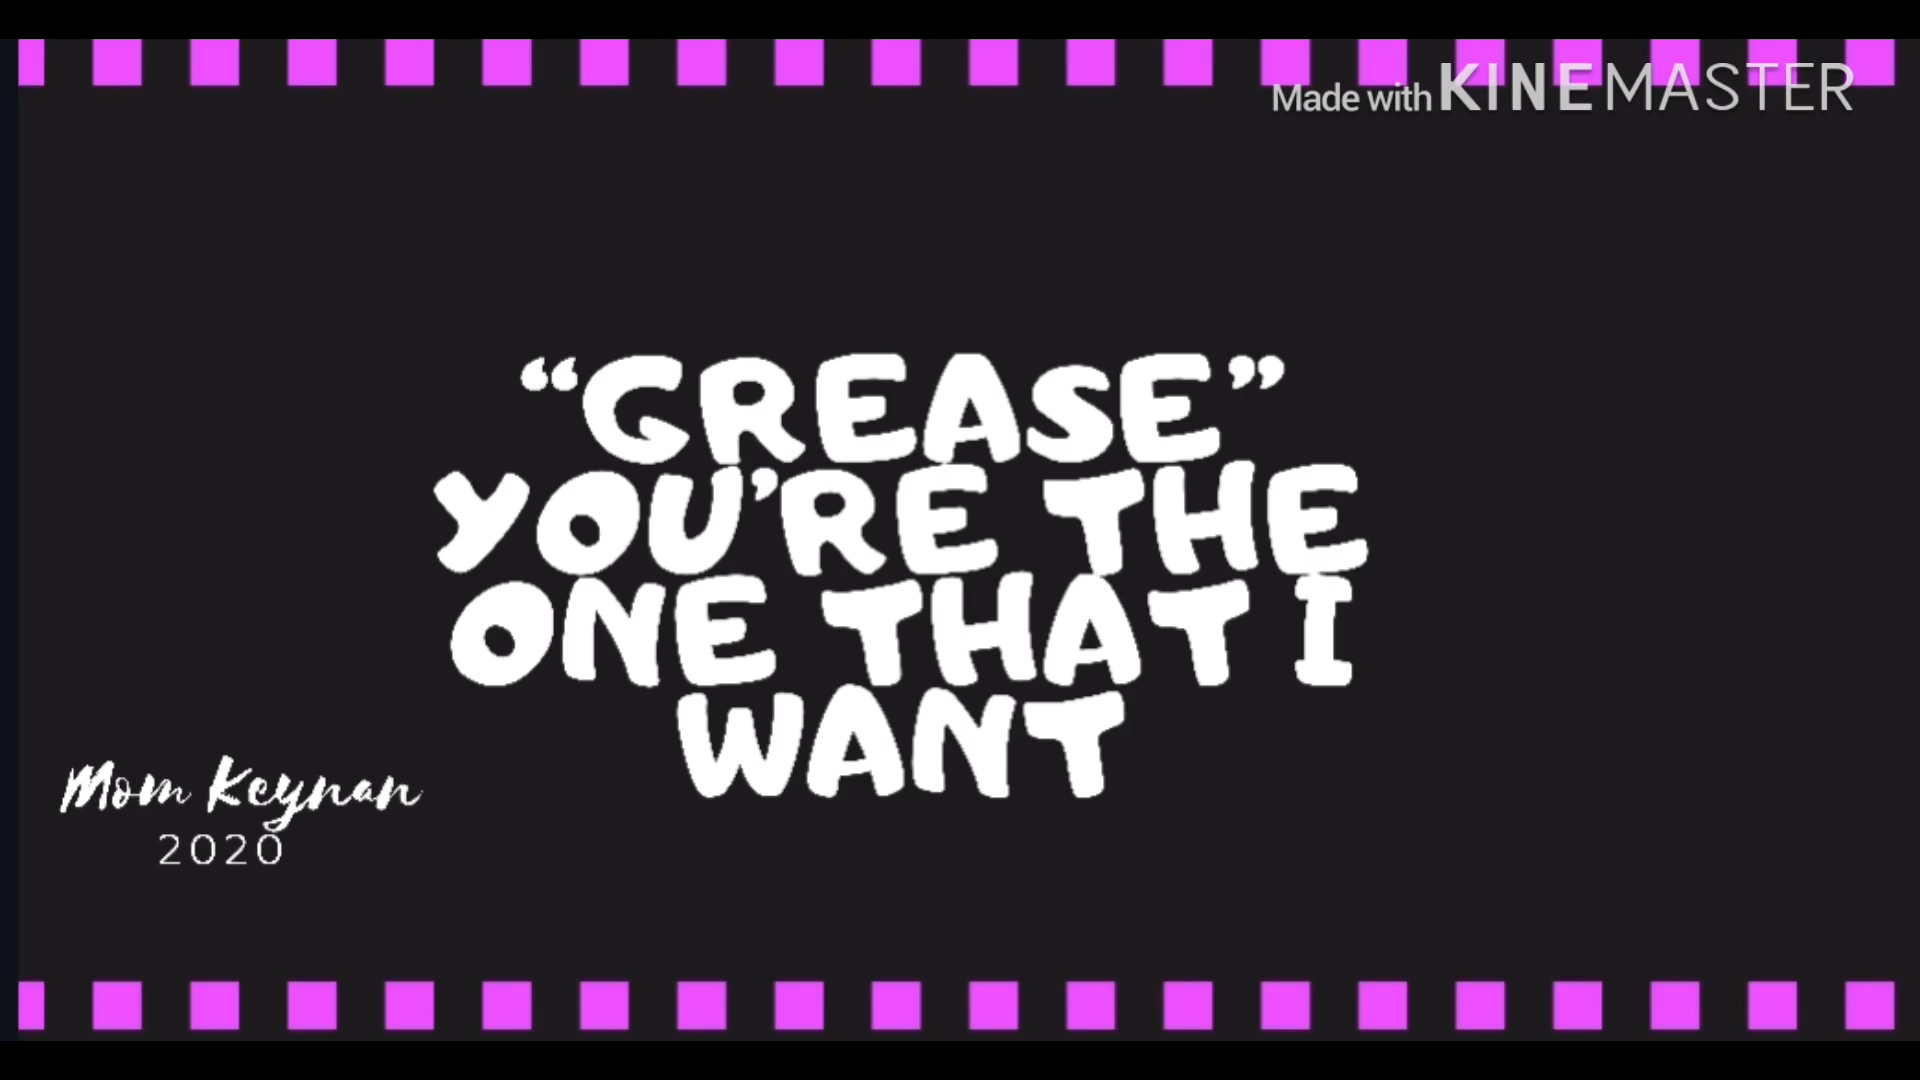 Made with KINEMASTER
“GREASE”
YOU’RE THE
ONE THAT I
WANT
Mom Keynan
2020